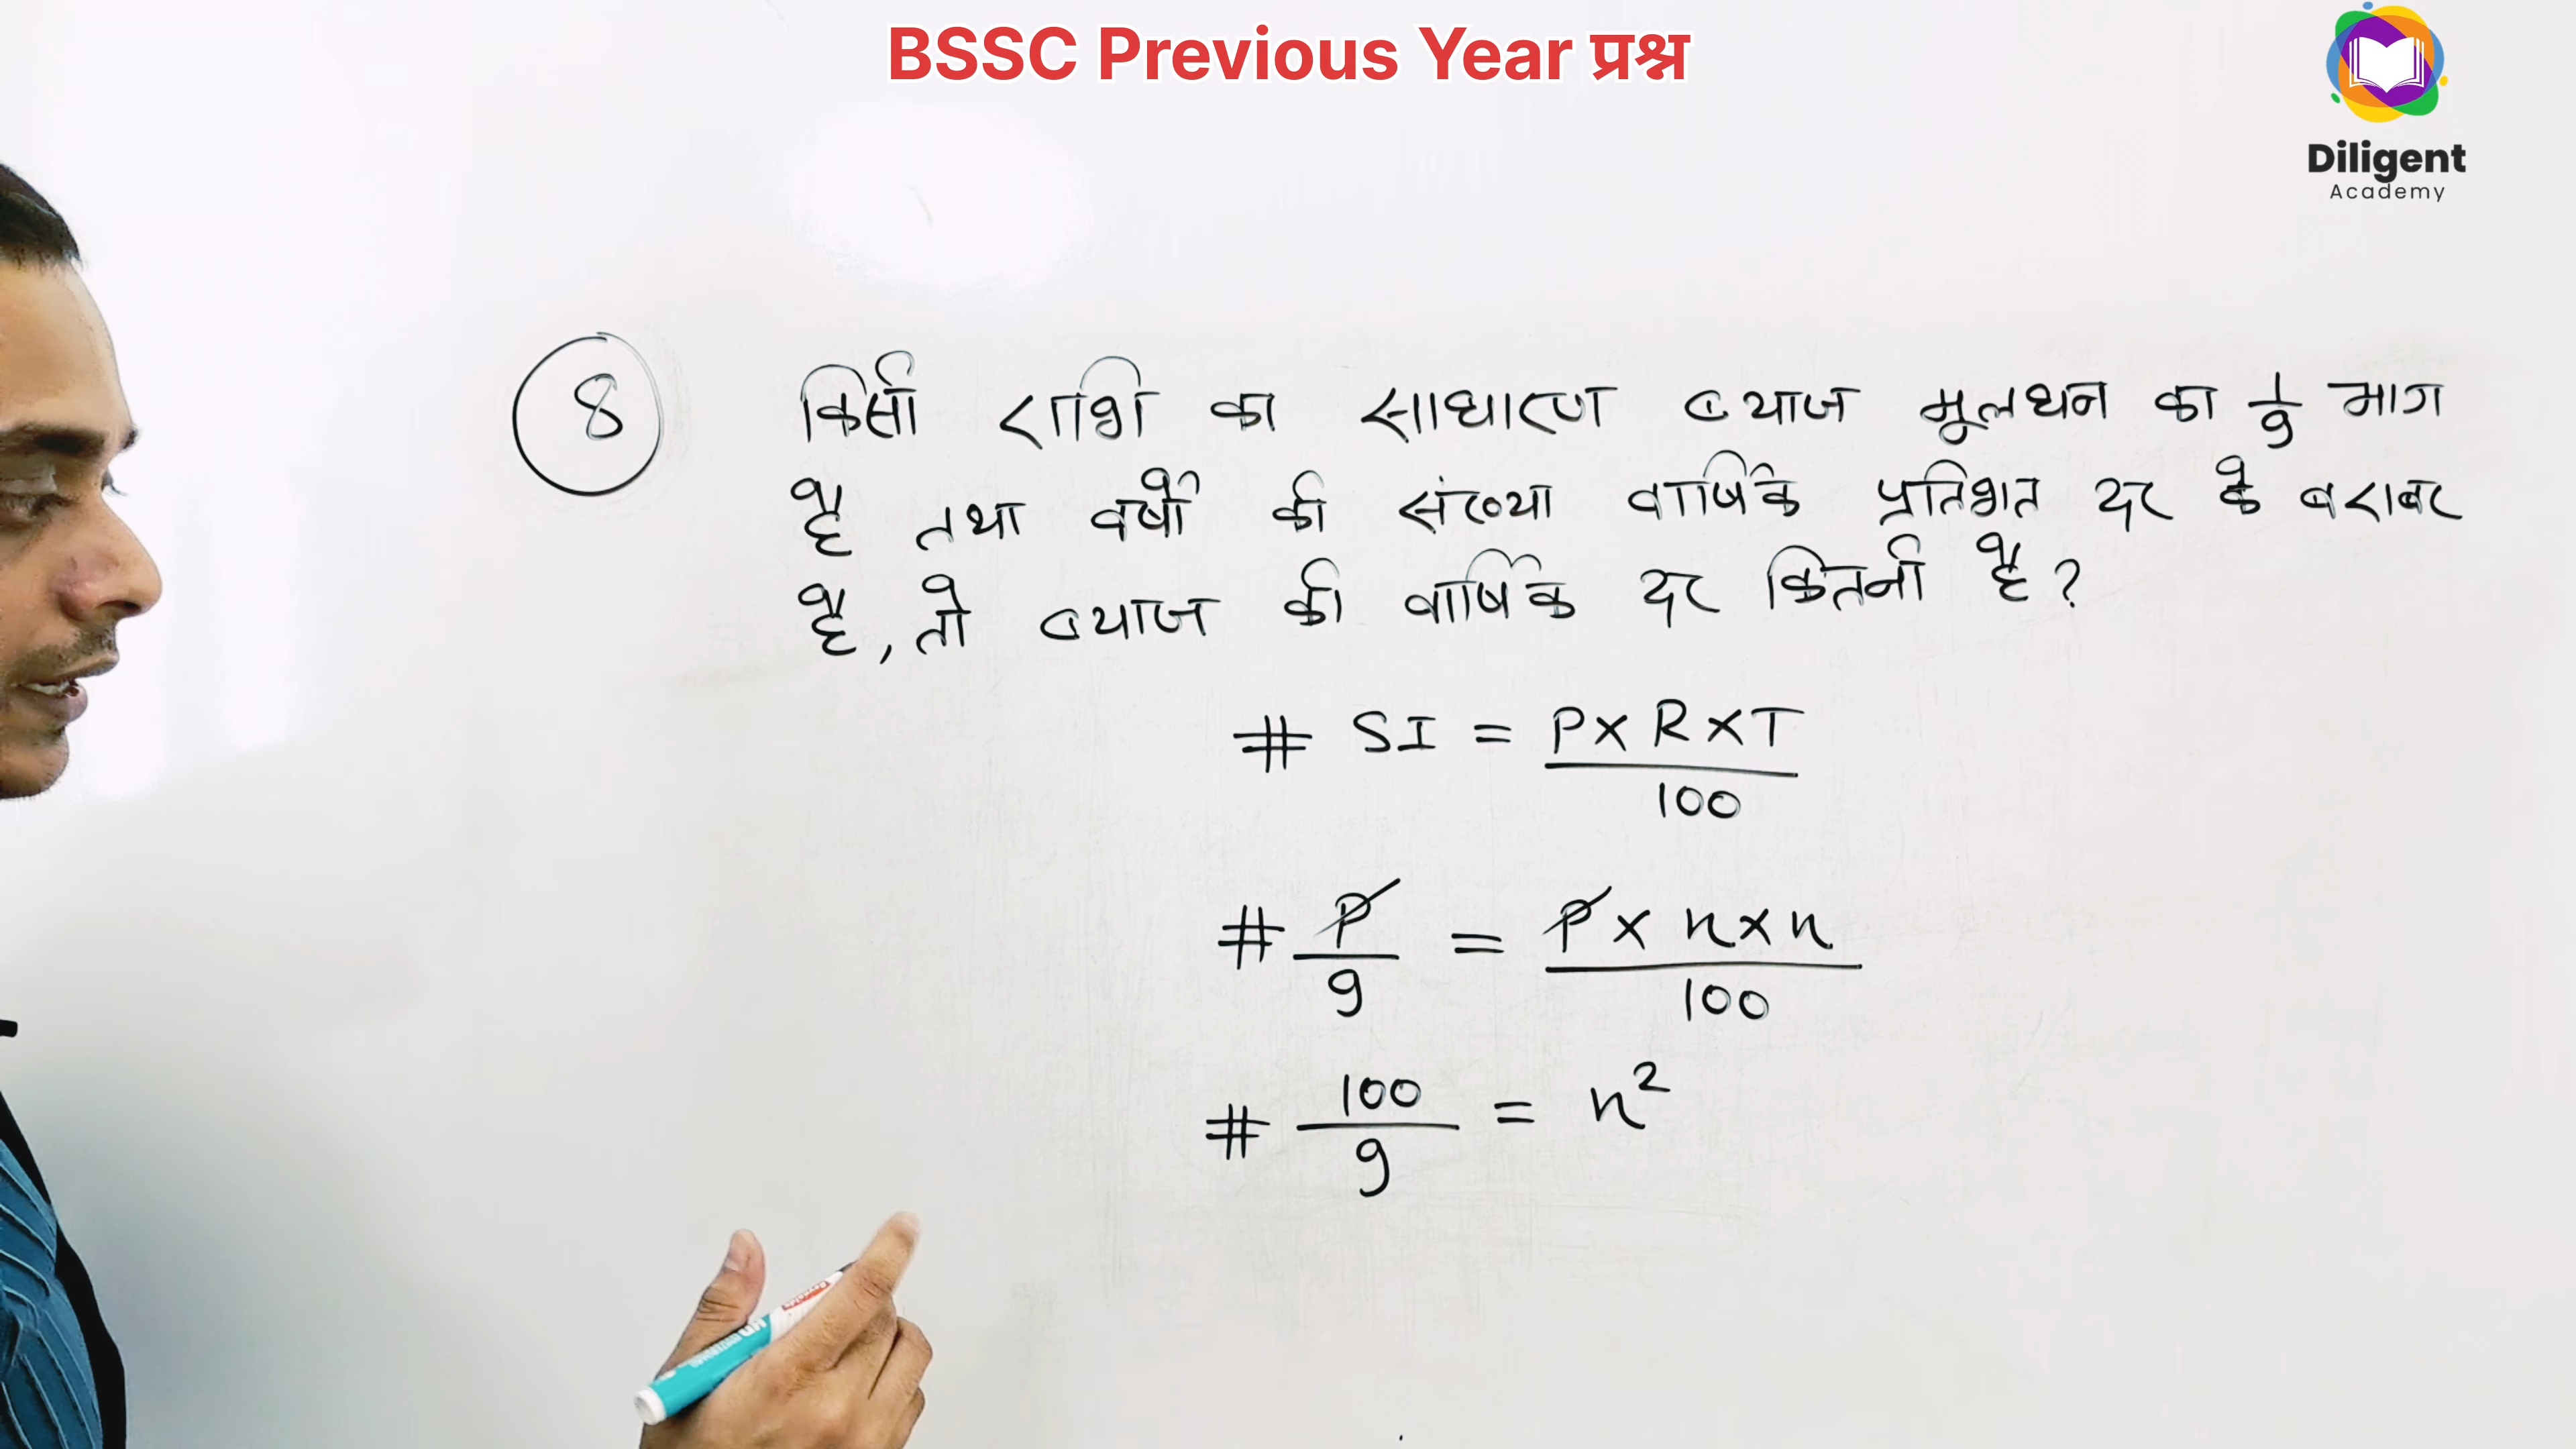 BSSC Previous Year प्रश्न
Diligent
Academy
8 किसी राशि का साधारण ब्याज मूलधन का 1/9 भाग
है तथा वर्षों की संख्या वार्षिक प्रतिशत दर के बराबर
है, तो ब्याज की वार्षिक दर कितनी है?
# SI = P × R × T / 100
# P/9 = P × n × n / 100
# 100/9 = n²